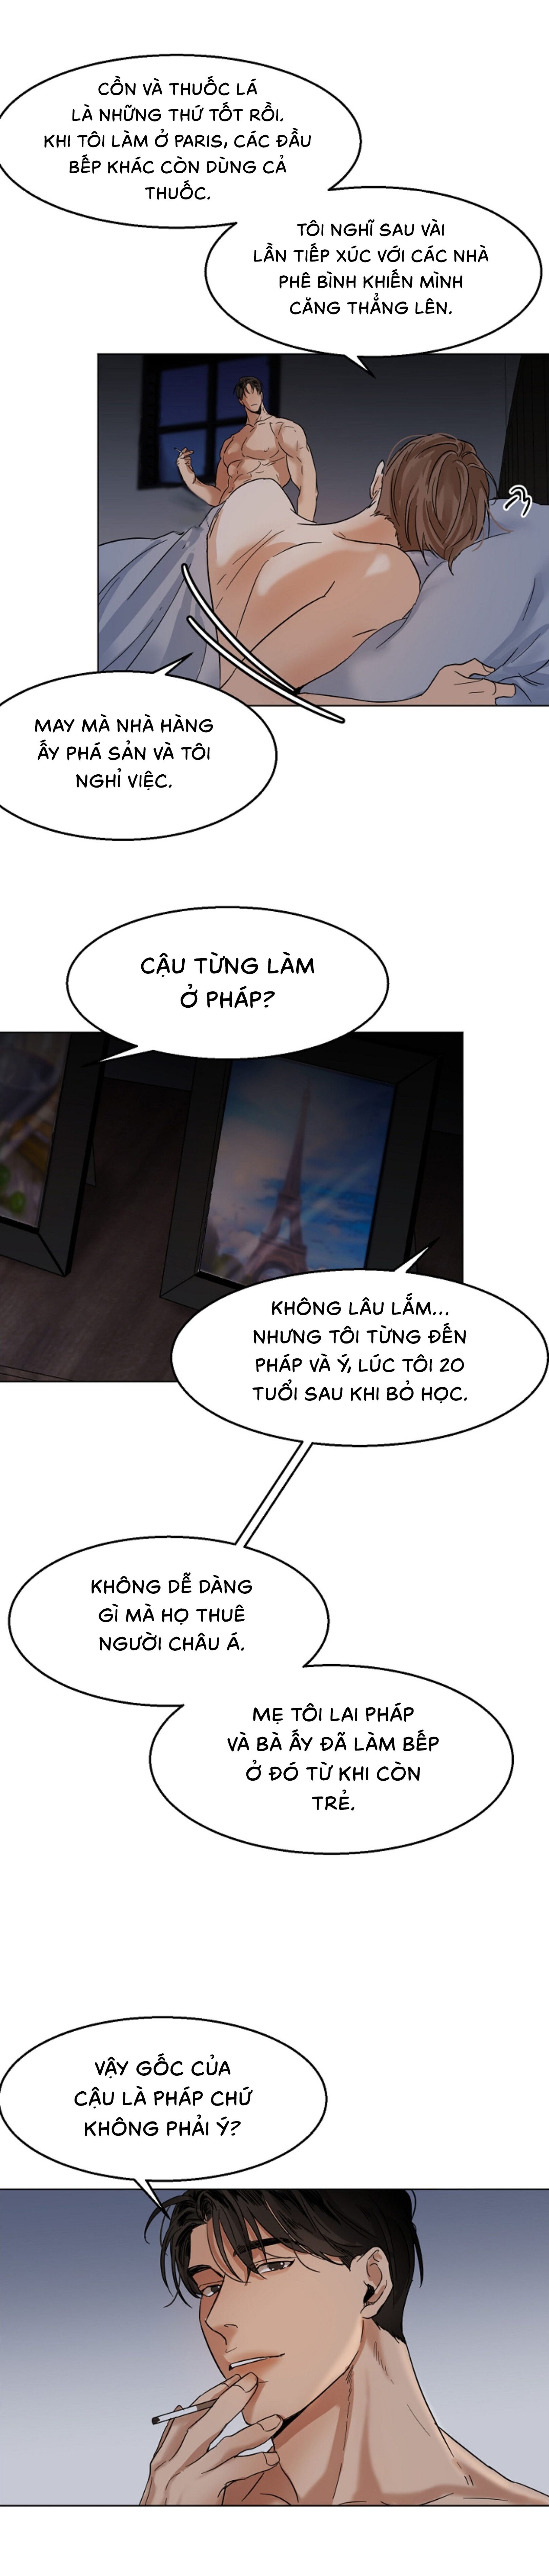 CỒN VÀ THUỐC LÁ
LÀ NHỮNG THỨ TỐT RỒI.
KHI TÔI LÀM Ở PARIS, CÁC ĐẦU
BẾP KHÁC CÒN DÙNG CẢ
THUỐC.
TÔI NGHĨ SAU VÀI
LẦN TIẾP XÚC VỚI CÁC NHÀ
PHÊ BÌNH KHIẾN MÌNH
CĂNG THẲNG LÊN.
MAY MÀ NHÀ HÀNG
ẤY PHÁ SẢN VÀ TÔI
NGHỈ VIỆC.
CẬU TỪNG LÀM
Ở PHÁP?
KHÔNG LÂU LẮM...
NHƯNG TÔI TỪNG ĐẾN
PHÁP VÀ Ý, LÚC TÔI 20
TUỔI SAU KHI BỎ HỌC.
KHÔNG DỄ DÀNG
GÌ MÀ HỌ THUÊ
NGƯỜI CHÂU Á.
MẸ TÔI LAI PHÁP
VÀ BÀ ẤY ĐÃ LÀM BẾP
Ở ĐÓ TỪ KHI CÒN
TRẺ.
VẬY GỐC CỦA
CẬU LÀ PHÁP CHỨ
KHÔNG PHẢI Ý?